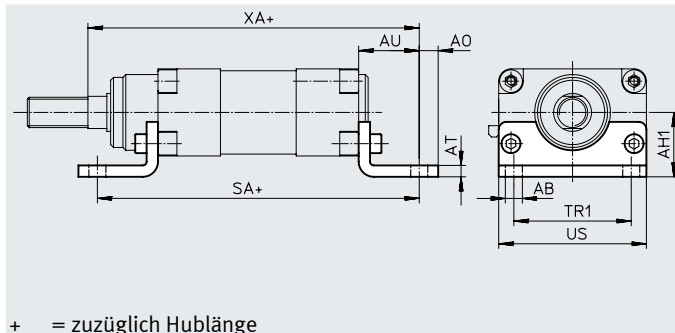 XA+
AU
AO
AT
SA+
AH1
AB
TR1
US
+ = zuzüglich Hublänge